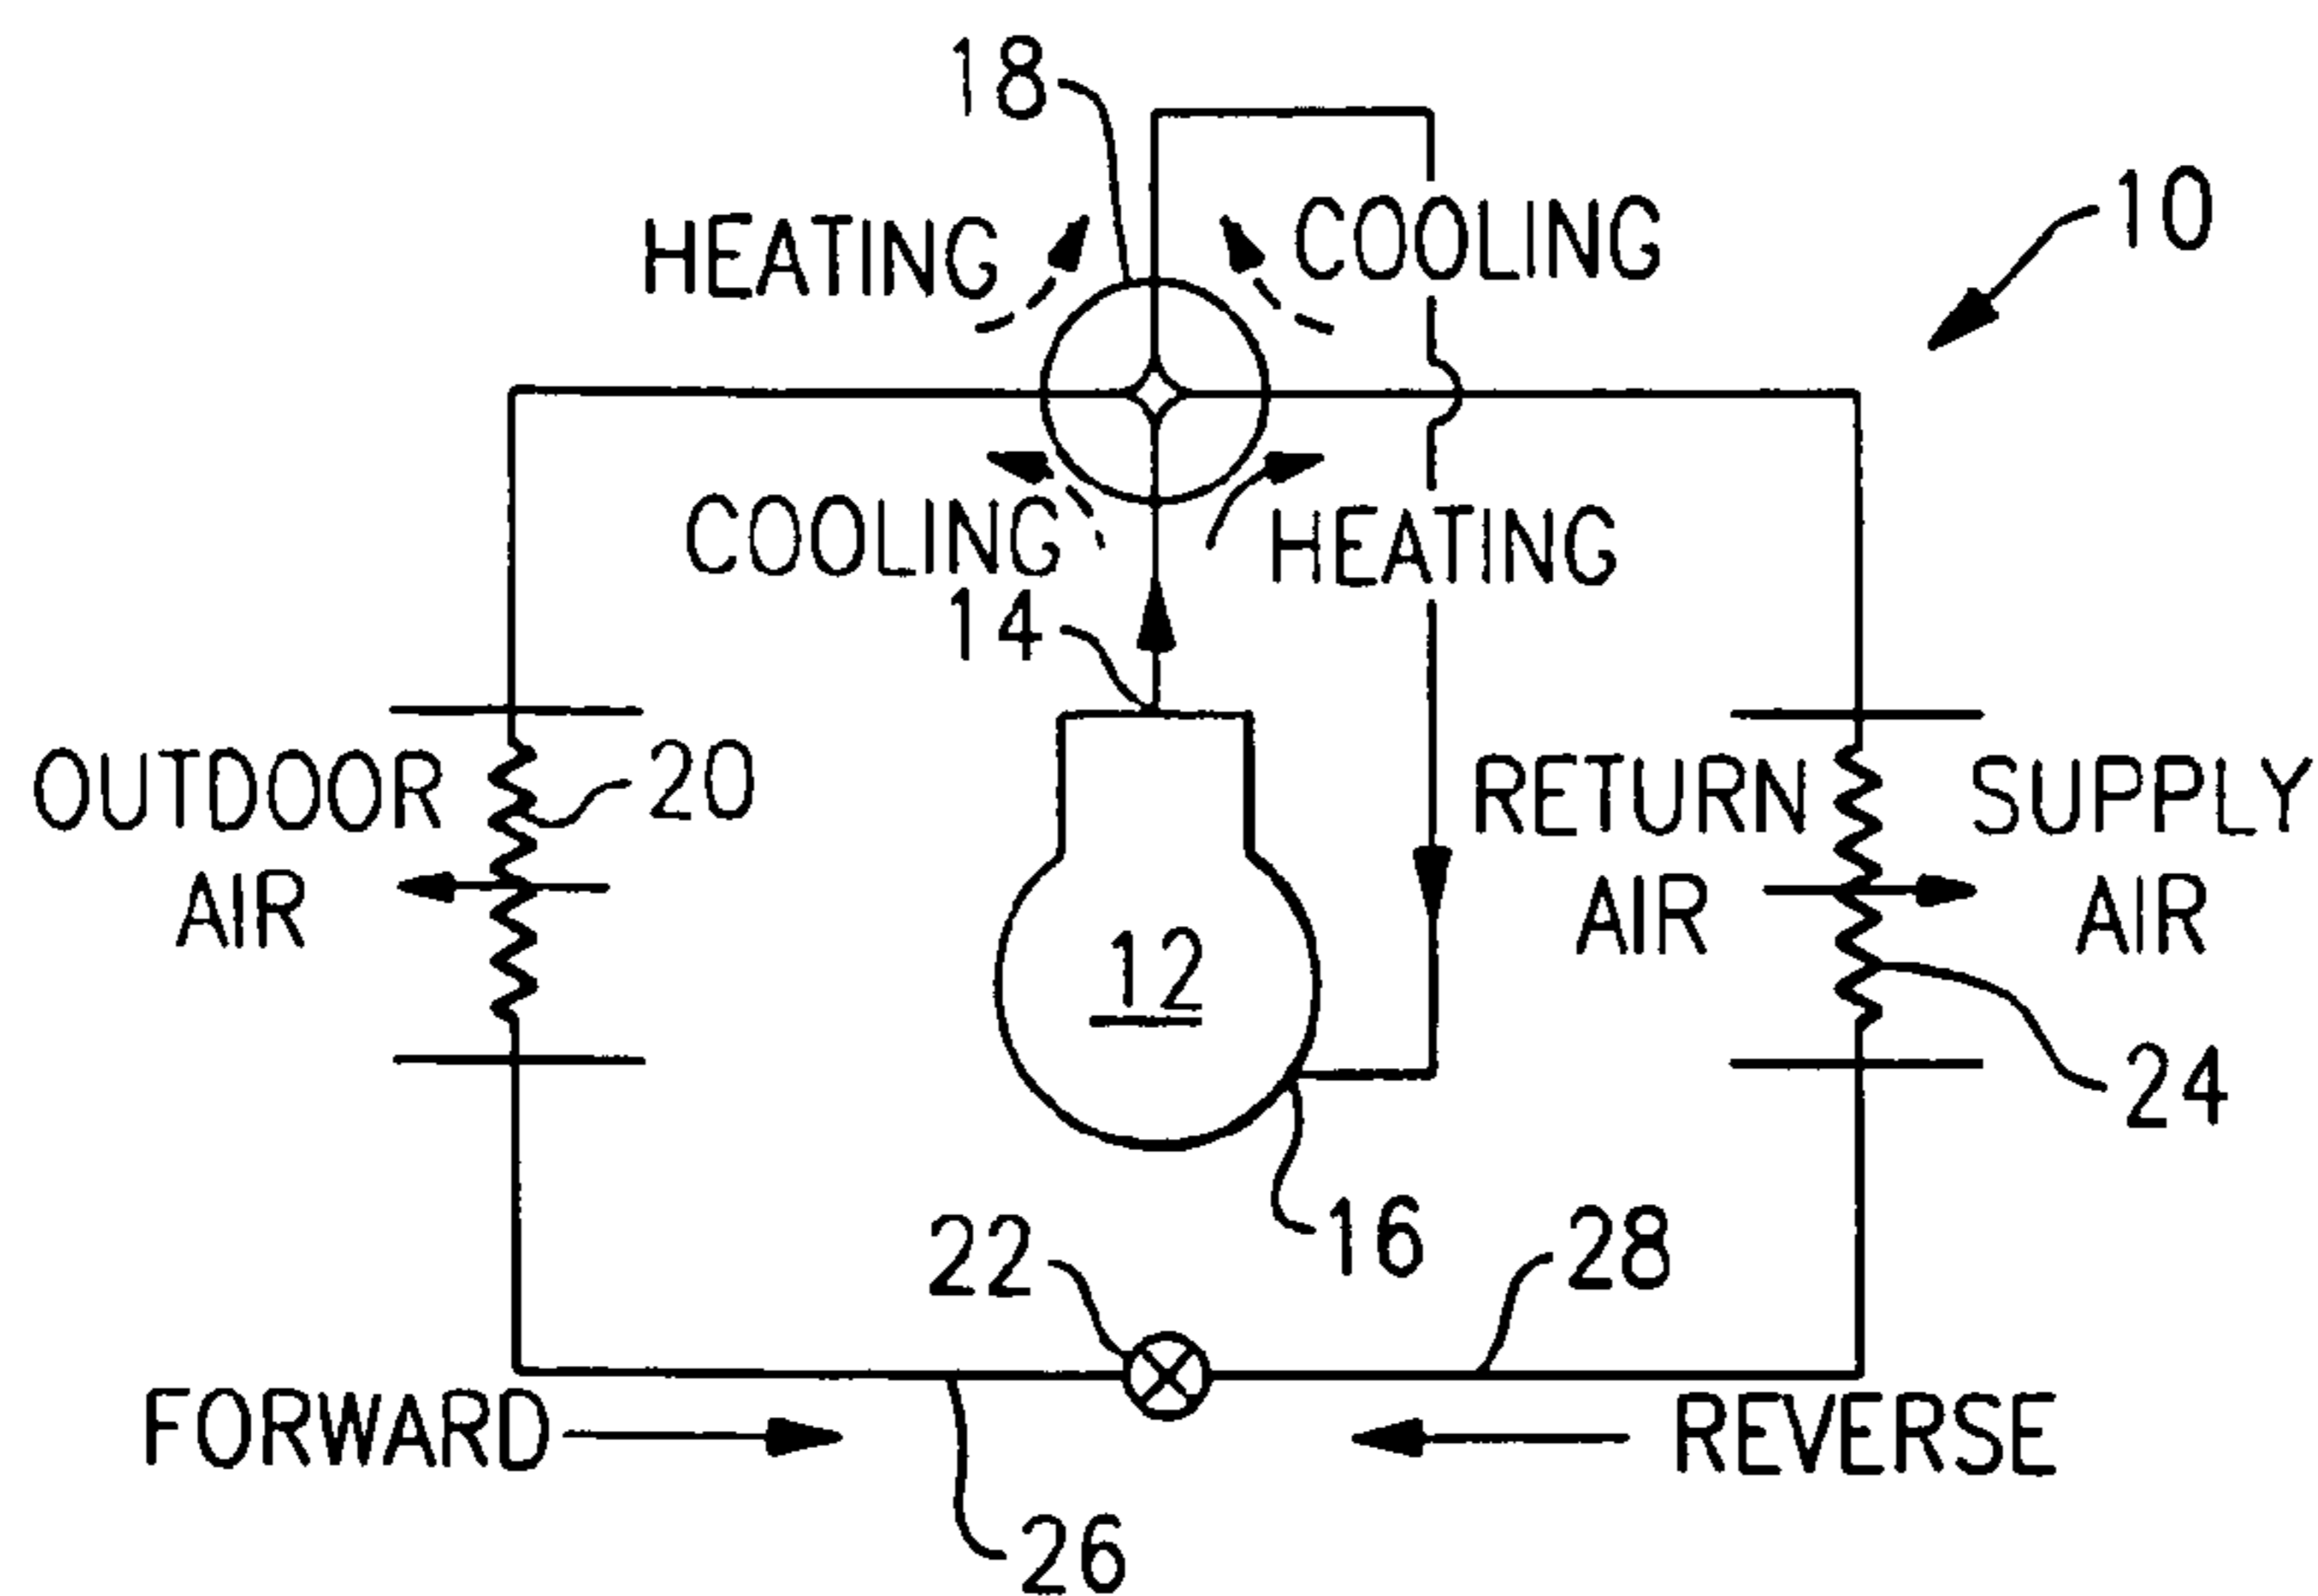 18
10
HEATING
COOLING
COOLING
HEATING
14
OUTDOOR
AIR
20
RETURN
AIR
SUPPLY
AIR
12
24
16
22
28
FORWARD
REVERSE
26